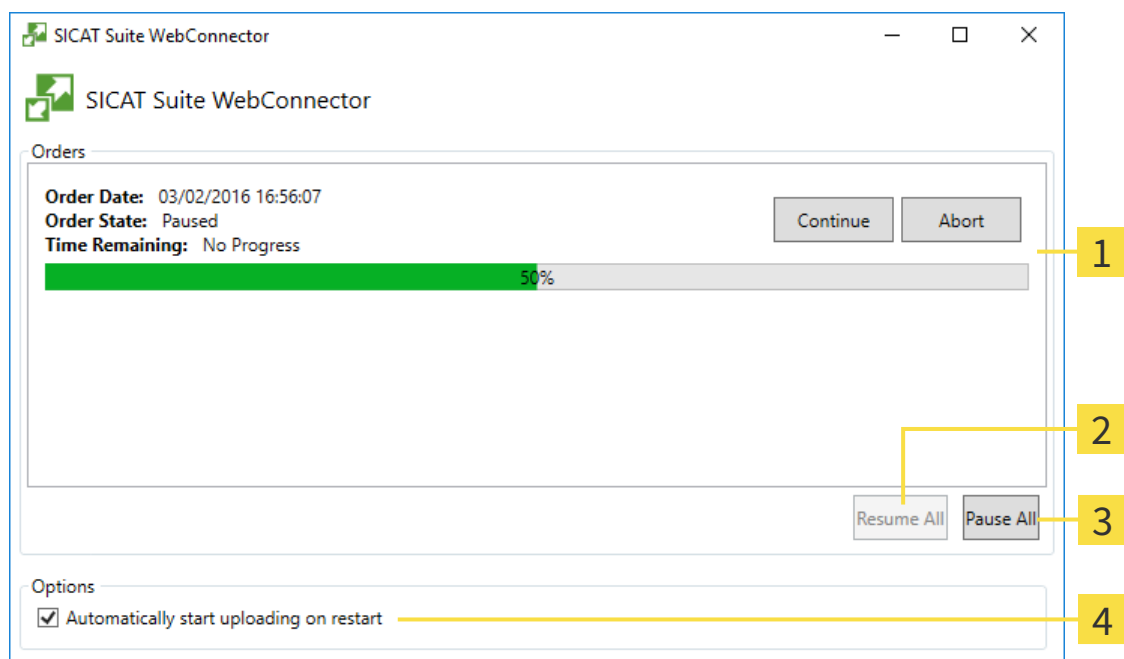 SICAT Suite WebConnector
SICAT Suite WebConnector
Orders
Order Date: 03/02/2016 16:56:07
Order State: Paused
Time Remaining: No Progress
Continue Abort
50%
1
2
Resume All Pause All
3
Options
Automatically start uploading on restart
4